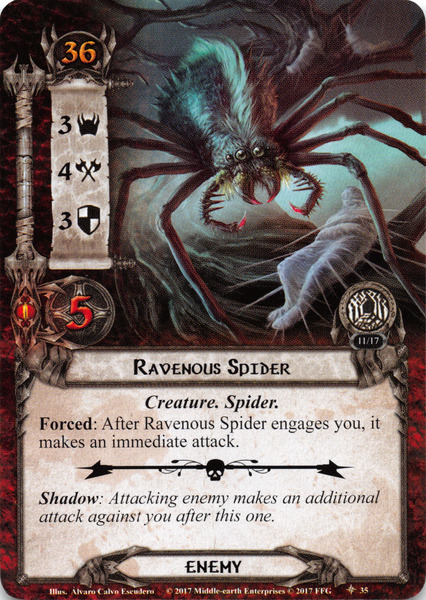 36
3
4
3
5
11/17
Ravenous Spider
Creature. Spider.
Forced: After Ravenous Spider engages you, it
makes an immediate attack.
Shadow: Attacking enemy makes an additional
attack against you after this one.
ENEMY
Illus. Alvaro Calvo Escudero © 2017 Middle-earth Enterprises © 2017 FFG 35